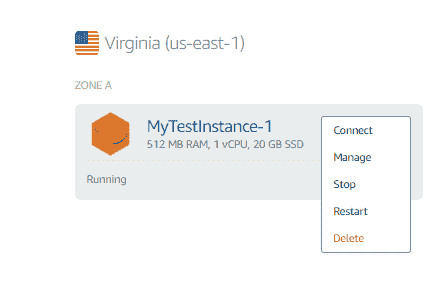 Virginia (us-east-1)
ZONE A
MyTestInstance-1
512 MB RAM, 1 vCPU, 20 GB SSD
Running
Connect
Manage
Stop
Restart
Delete